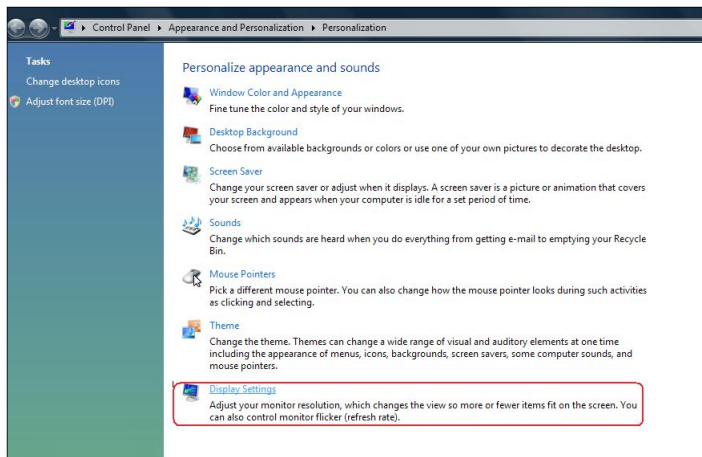 Control Panel ▸ Appearance and Personalization ▸ Personalization
Tasks
Change desktop icons
Adjust font size (DPI)
Personalize appearance and sounds
Window Color and Appearance
Fine tune the color and style of your windows.
Desktop Background
Choose from available backgrounds or colors or use one of your own pictures to decorate the desktop.
Screen Saver
Change your screen saver or adjust when it displays. A screen saver is a picture or animation that covers
your screen and appears when your computer is idle for a set period of time.
Sounds
Change which sounds are heard when you do everything from getting e-mail to emptying your Recycle
Bin.
Mouse Pointers
Pick a different mouse pointer. You can also change how the mouse pointer looks during such activities
as clicking and selecting.
Theme
Change the theme. Themes can change a wide range of visual and auditory elements at one time
including the appearance of menus, icons, backgrounds, screen savers, some computer sounds, and
mouse pointers.
Display Settings
Adjust your monitor resolution, which changes the view so more or fewer items fit on the screen. You
can also control monitor flicker (refresh rate).